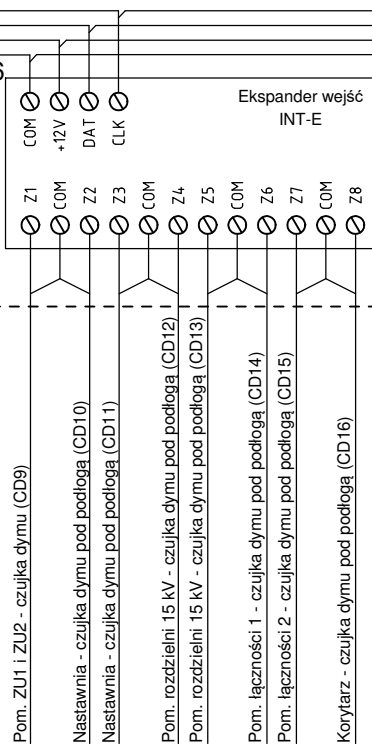 Ekspander wejść
INT-E
COM
+12V
DAT
CLK
Z1
COM
Z2
Z3
COM
Z4
Z5
COM
Z6
Z7
COM
Z8
Pom. ZU1 i ZU2 - czujka dymu (CD9)
Nastawnia - czujka dymu pod podłogą (CD10)
Nastawnia - czujka dymu pod podłogą (CD11)
Pom. rozdzielni 15 kV - czujka dymu pod podłogą (CD12)
Pom. rozdzielni 15 kV - czujka dymu pod podłogą (CD13)
Pom. łączności 1 - czujka dymu pod podłogą (CD14)
Pom. łączności 2 - czujka dymu pod podłogą (CD15)
Korytarz - czujka dymu pod podłogą (CD16)